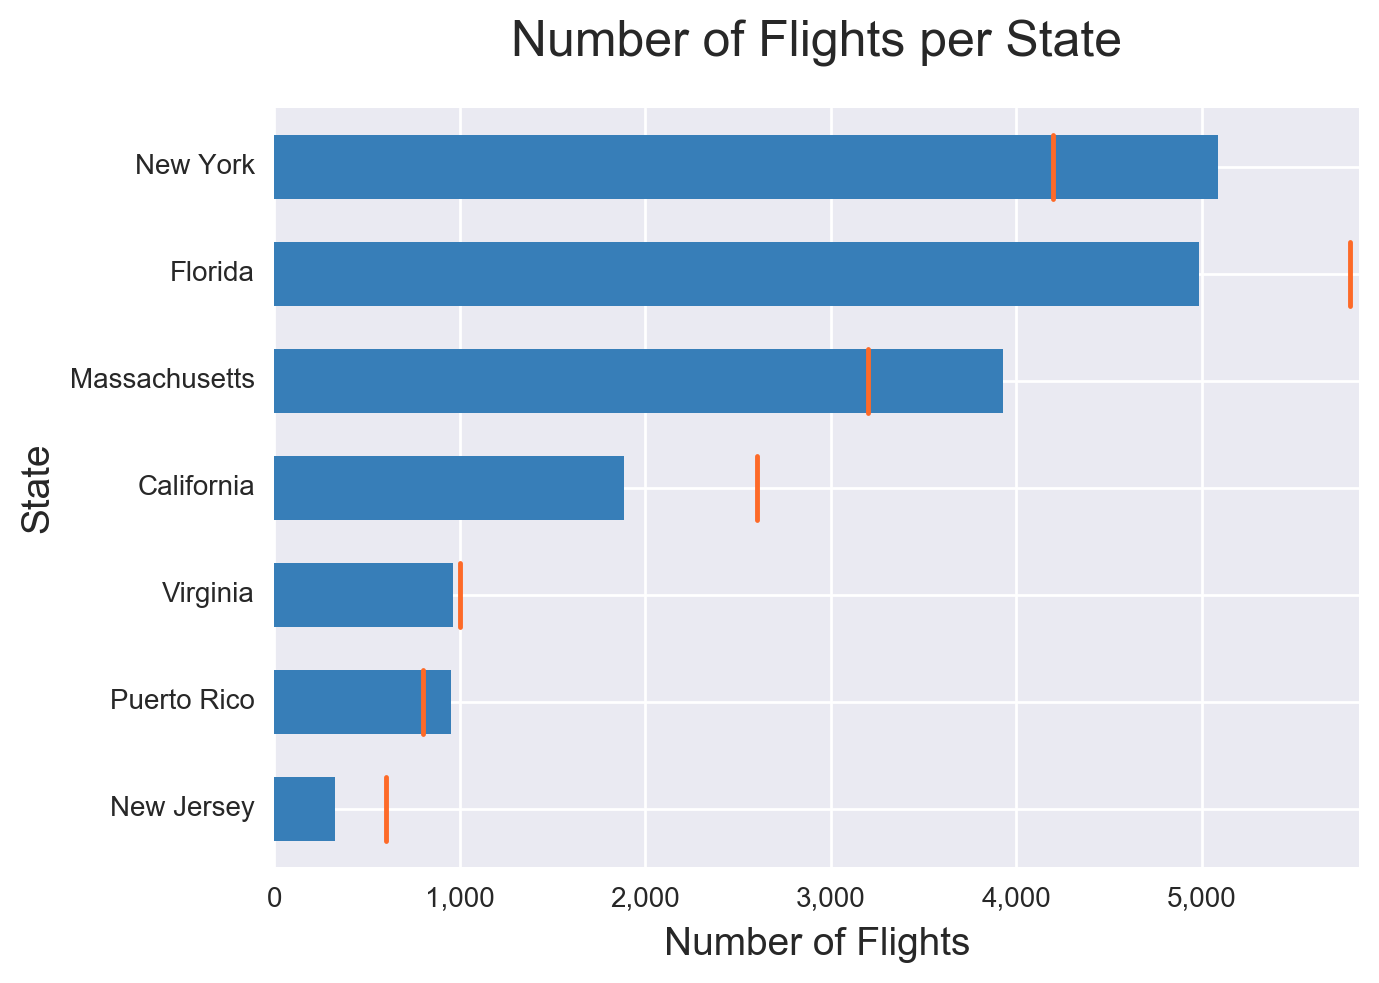 Number of Flights per State
New York
Florida
Massachusetts
California
Virginia
Puerto Rico
New Jersey
State
0 1,000 2,000 3,000 4,000 5,000
Number of Flights